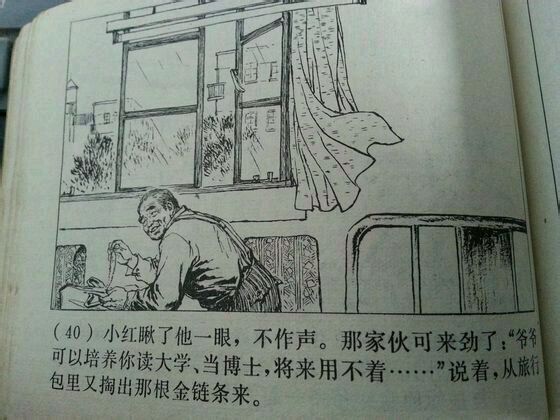 (40) 小红瞅了他一眼，不作声。那家伙可来劲了：“爷爷
可以培养你读大学、当博士，将来用不着……”说着，从旅行
包里又掏出那根金链条来。